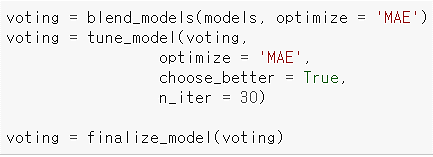 voting = blend_models(models, optimize = 'MAE')
voting = tune_model(voting,
optimize = 'MAE',
choose_better = True,
n_iter = 30)
voting = finalize_model(voting)